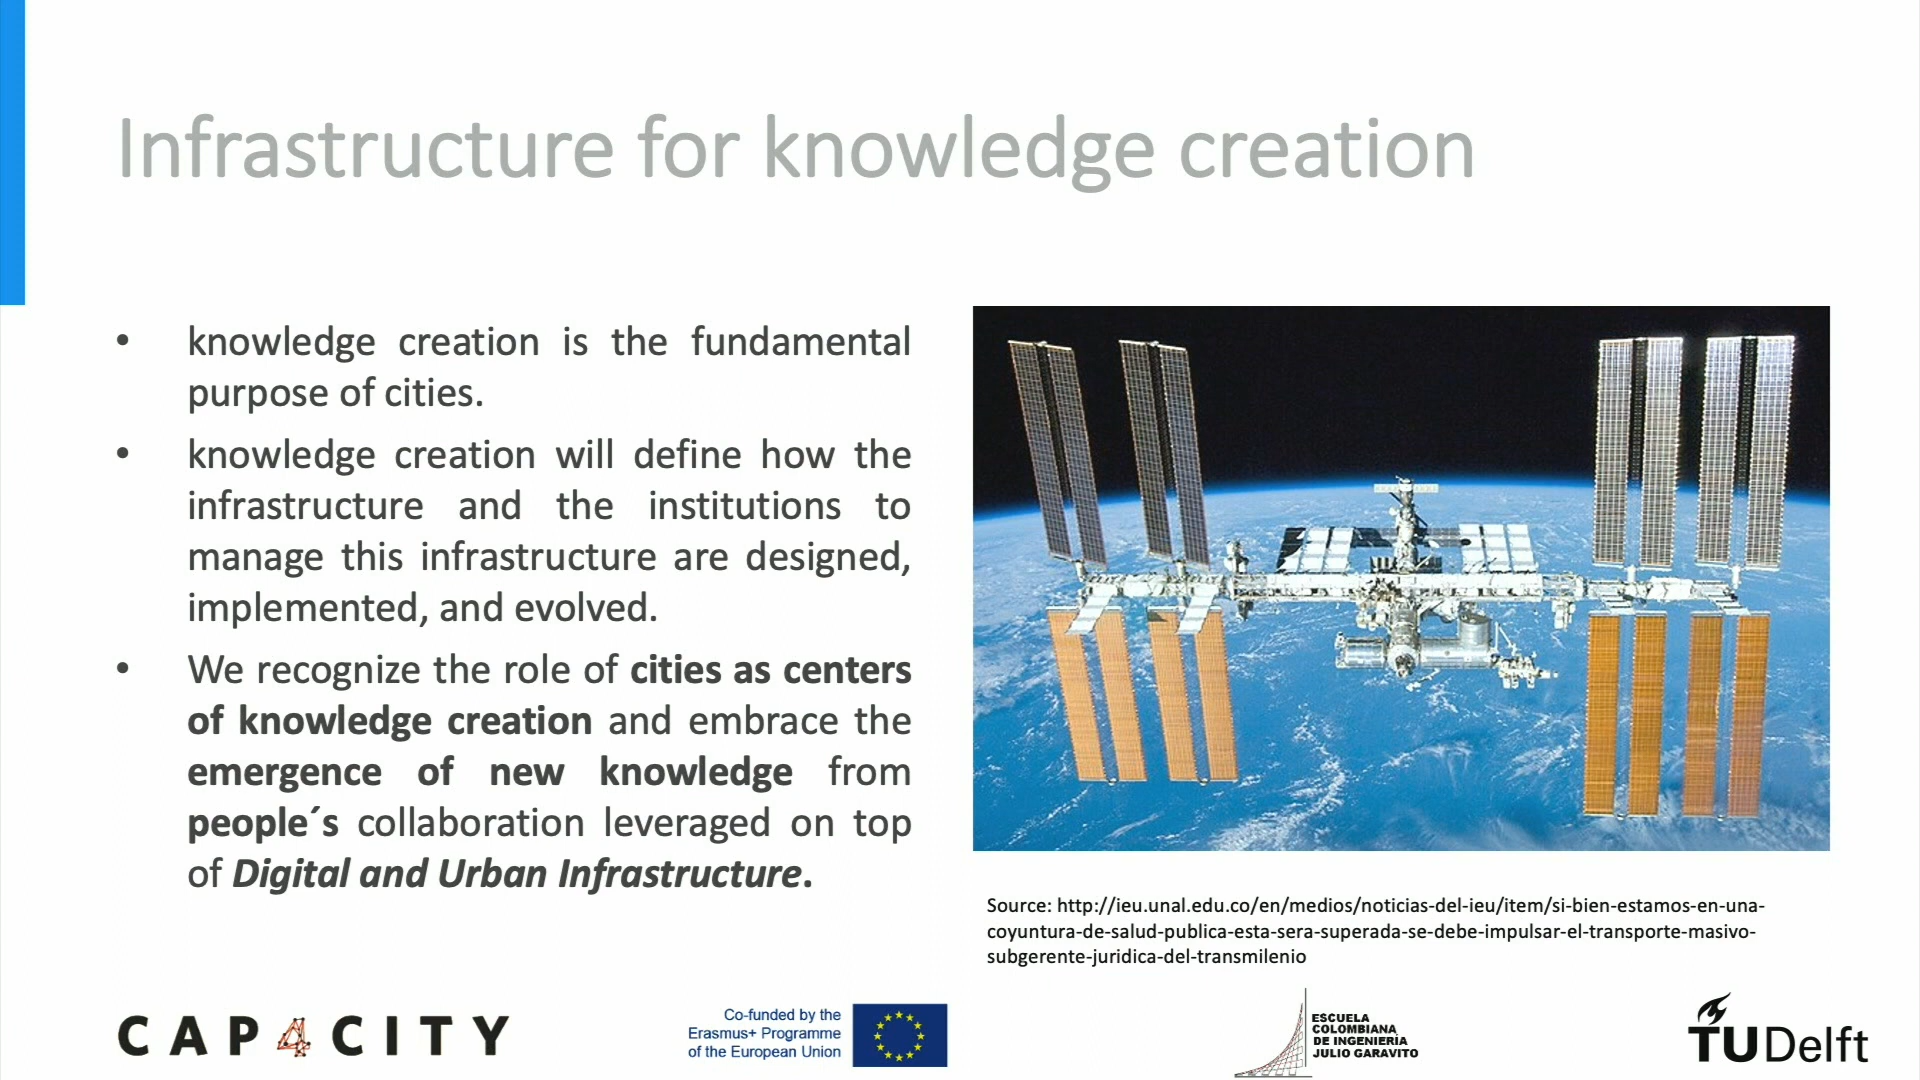 Infrastructure for knowledge creation
• knowledge creation is the fundamental
purpose of cities.
• knowledge creation will define how the
infrastructure and the institutions to
manage this infrastructure are designed,
implemented, and evolved.
• We recognize the role of cities as centers
of knowledge creation and embrace the
emergence of new knowledge from
people´s collaboration leveraged on top
of Digital and Urban Infrastructure.
Source: http://ieu.unal.edu.co/en/medios/noticias-del-ieu/item/si-bien-estamos-en-una-
coyuntura-de-salud-publica-esta-sera-superada-se-debe-impulsar-el-transporte-masivo-
subgerente-juridica-del-transmilenio
CAP4CITY
Co-funded by the
Erasmus+ Programme
of the European Union
ESCUELA
COLOMBIANA
DE INGENIERÍA
JULIO GARAVITO
TUDelft